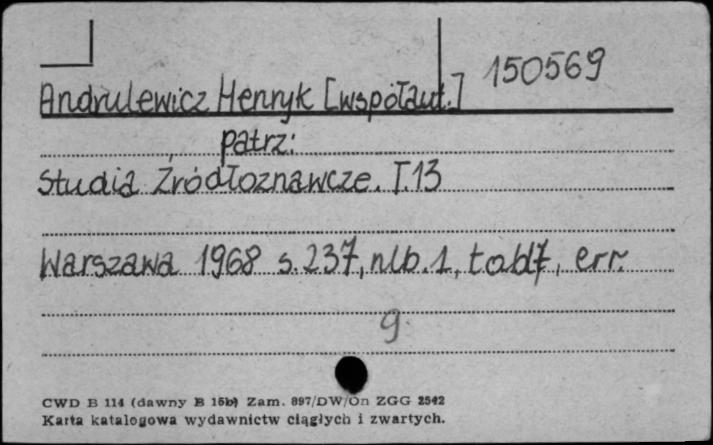 150569
Andrulewicz Henryk [współaut.]
patrz:
Studia Źródłoznawcze. T.13
Warszawa 1968 s.237, nlb.1, tabl7, err.
9
CWD B 114 (dawny B 15b) Zam. 897/DW/On ZGG 2542
Karta katalogowa wydawnictw ciągłych i zwartych.